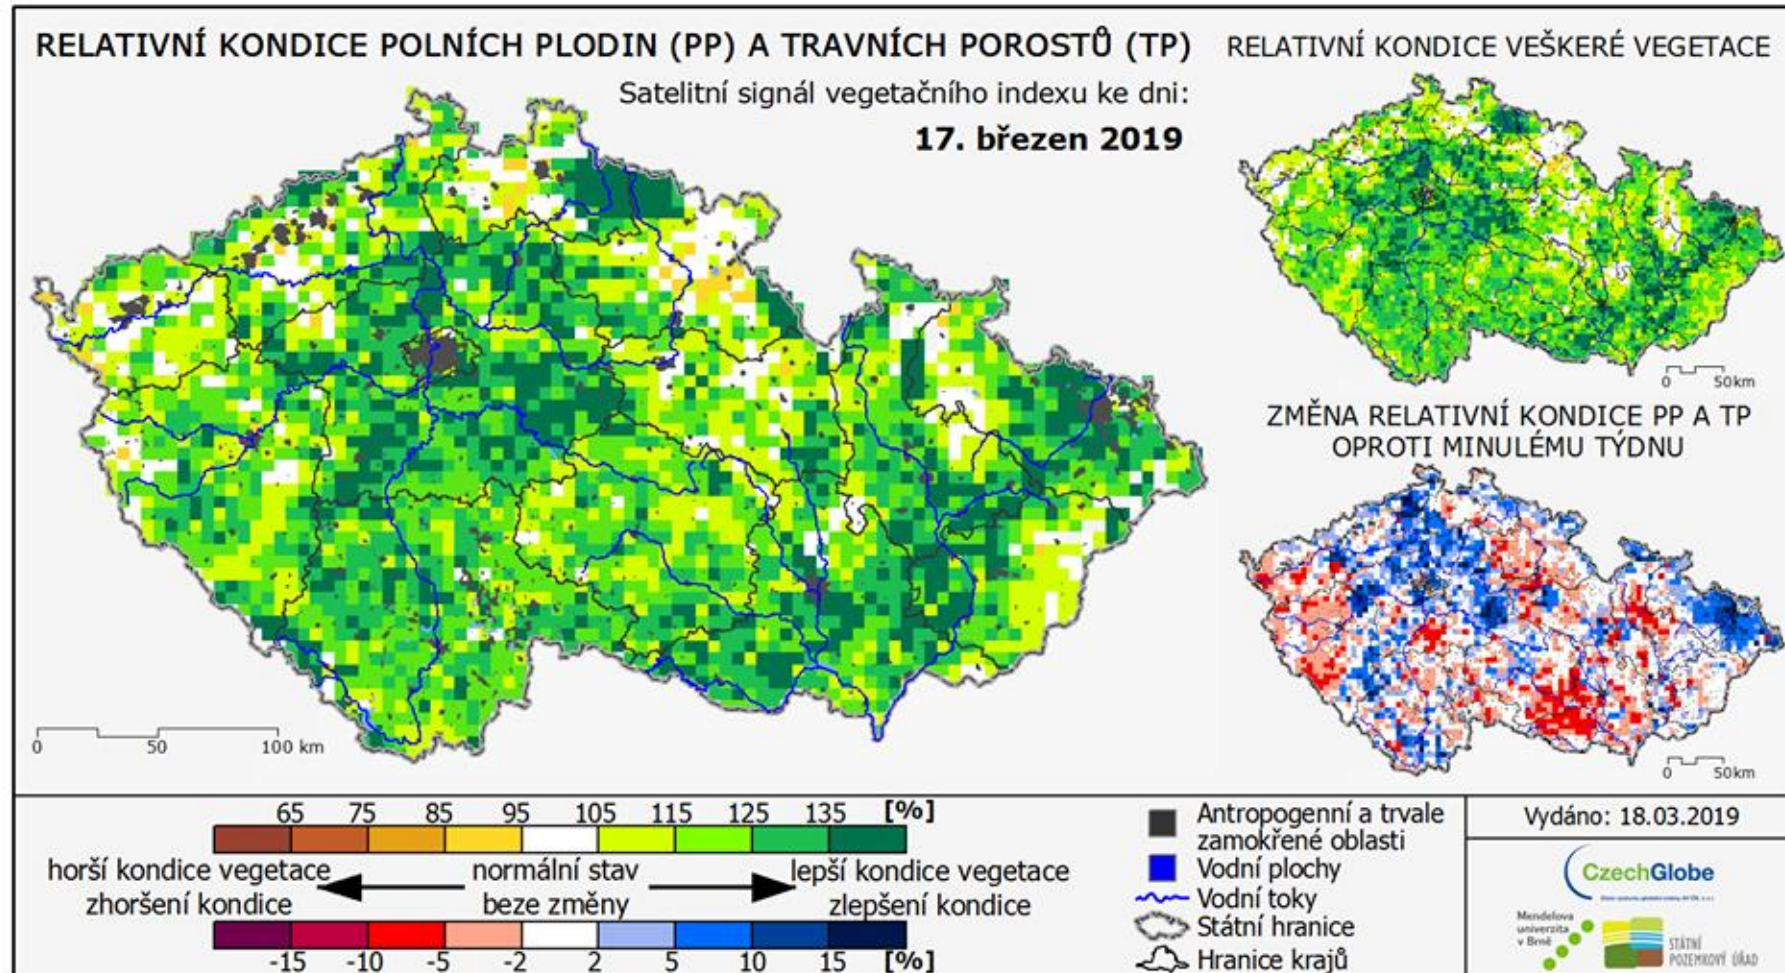 RELATIVNÍ KONDICE POLNÍCH PLODIN (PP) A TRAVNÍCH POROSTŮ (TP)
Satelitní signál vegetačního indexu ke dni:
17. březen 2019
0 50 100 km
RELATIVNÍ KONDICE VEŠKERÉ VEGETACE
0 50km
ZMĚNA RELATIVNÍ KONDICE PP A TP
OPROTI MINULÉMU TÝDNU
0 50km
65 75 85 95 105 115 125 135 [%]
horší kondice vegetace normální stav lepší kondice vegetace
zhoršení kondice beze změny zlepšení kondice
-15 -10 -5 -2 2 5 10 15 [%]
Antropogenní a trvale
zamokřené oblasti
Vodní plochy
Vodní toky
Státní hranice
Hranice krajů
Vydáno: 18.03.2019
CzechGlobe
Mendelova
univerzita
v Brně
STÁTNÍ
POZEMKOVÝ ÚŘAD